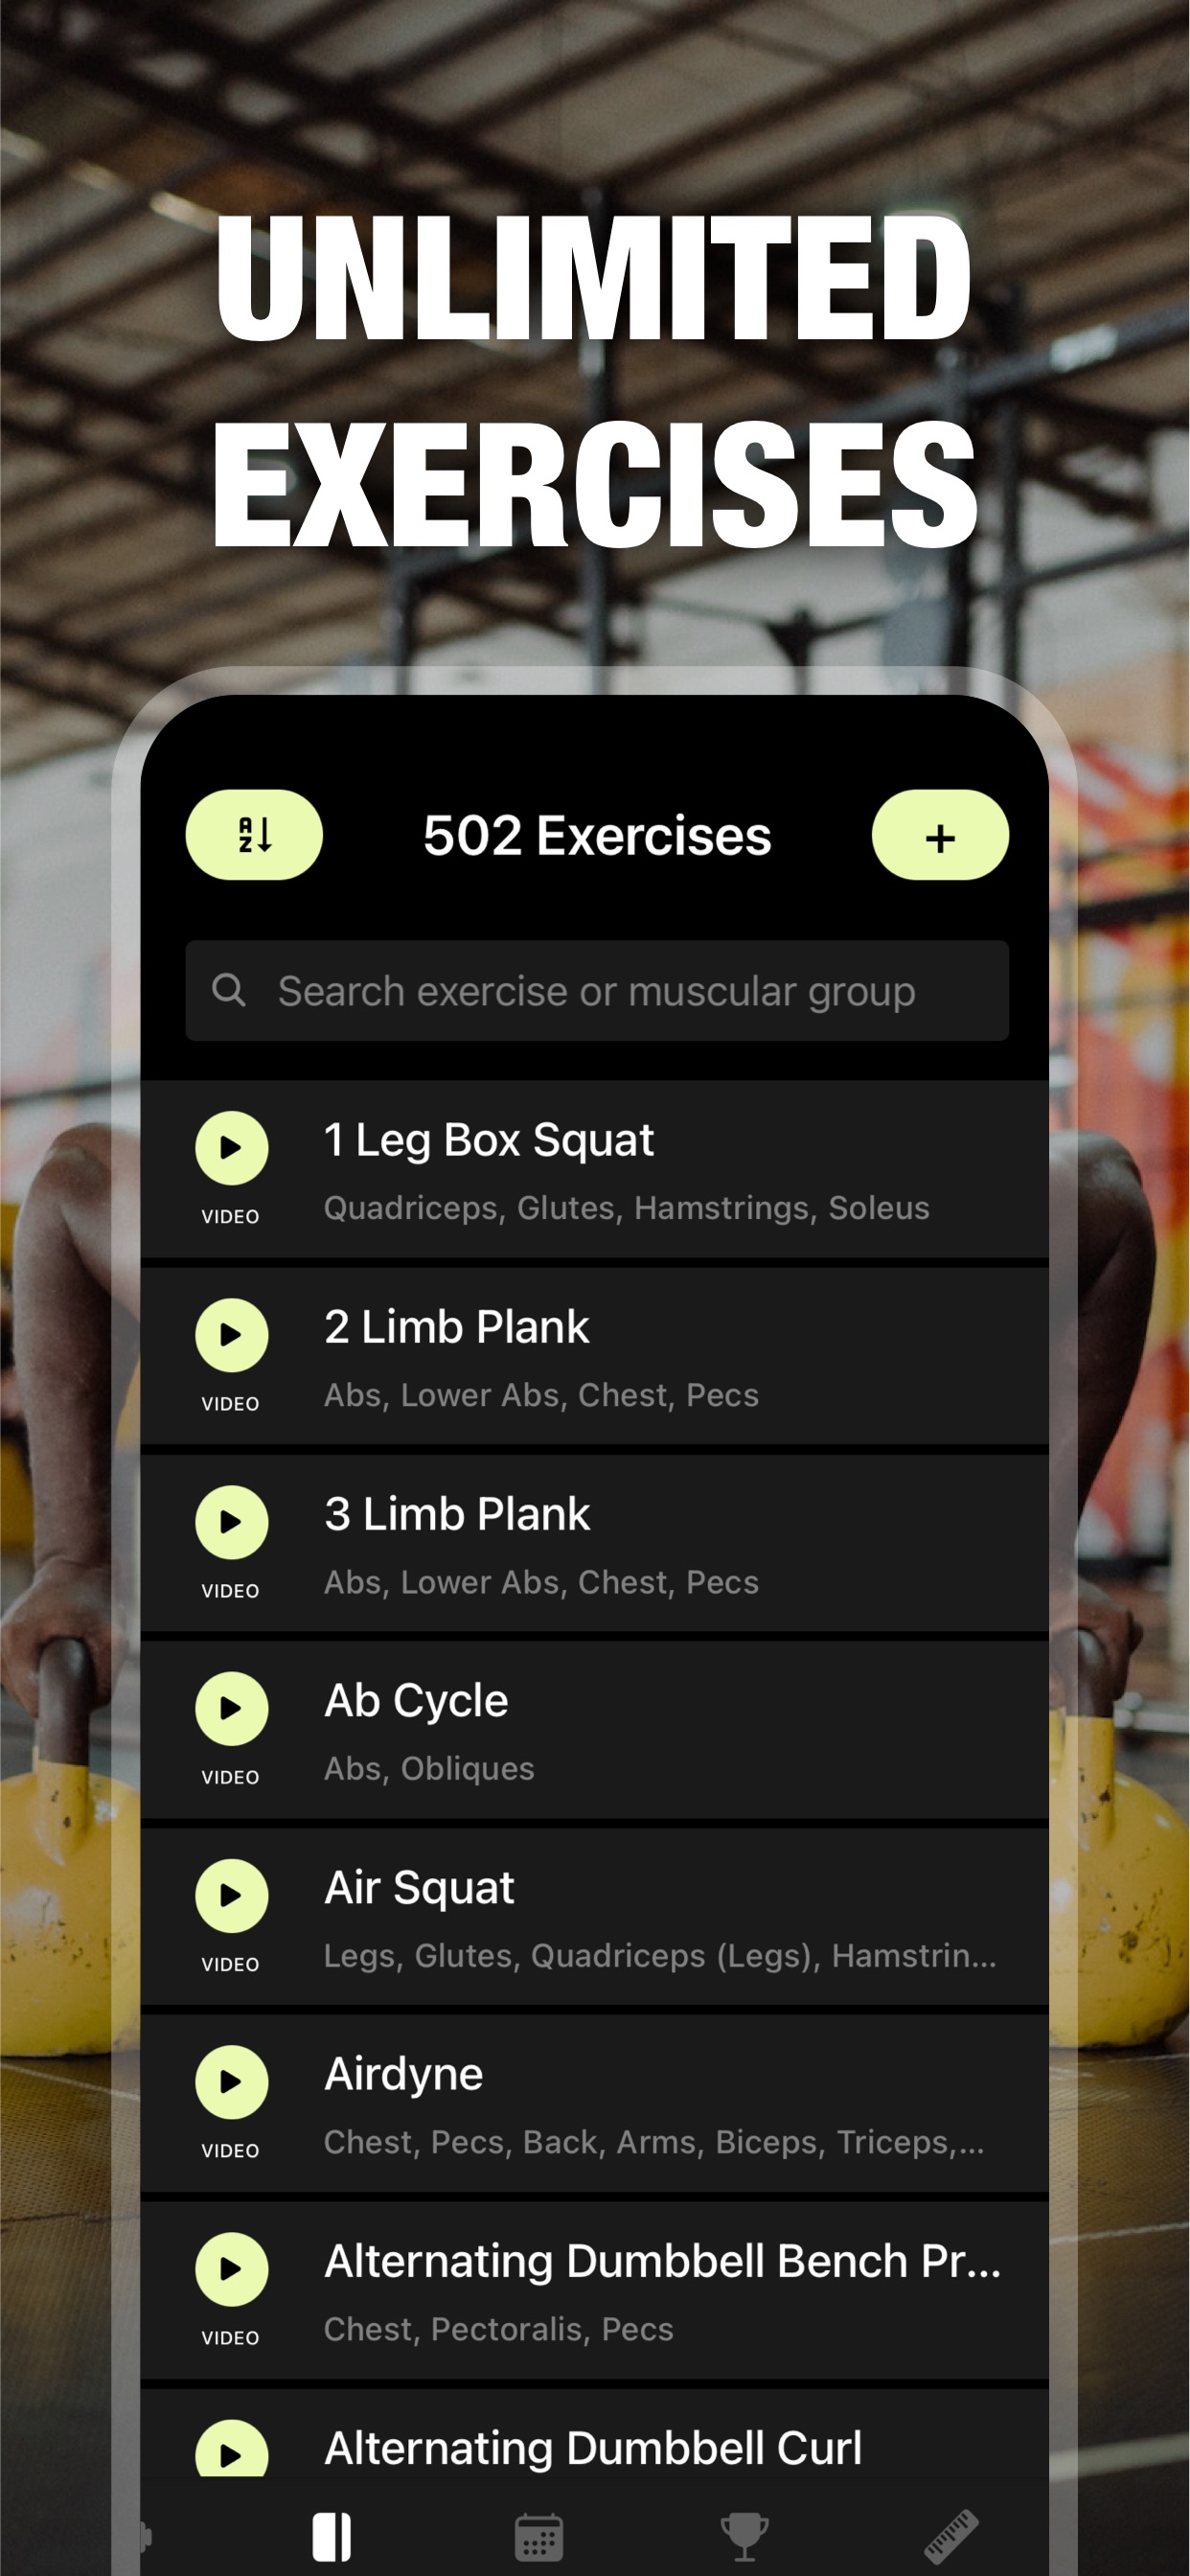 UNLIMITED
EXERCISES
AZ
502 Exercises
+
Search exercise or muscular group
1 Leg Box Squat
Quadriceps, Glutes, Hamstrings, Soleus
VIDEO
2 Limb Plank
Abs, Lower Abs, Chest, Pecs
VIDEO
3 Limb Plank
Abs, Lower Abs, Chest, Pecs
VIDEO
Ab Cycle
Abs, Obliques
VIDEO
Air Squat
Legs, Glutes, Quadriceps (Legs), Hamstrin...
VIDEO
Airdyne
Chest, Pecs, Back, Arms, Biceps, Triceps,...
VIDEO
Alternating Dumbbell Bench Pr...
Chest, Pectoralis, Pecs
VIDEO
Alternating Dumbbell Curl